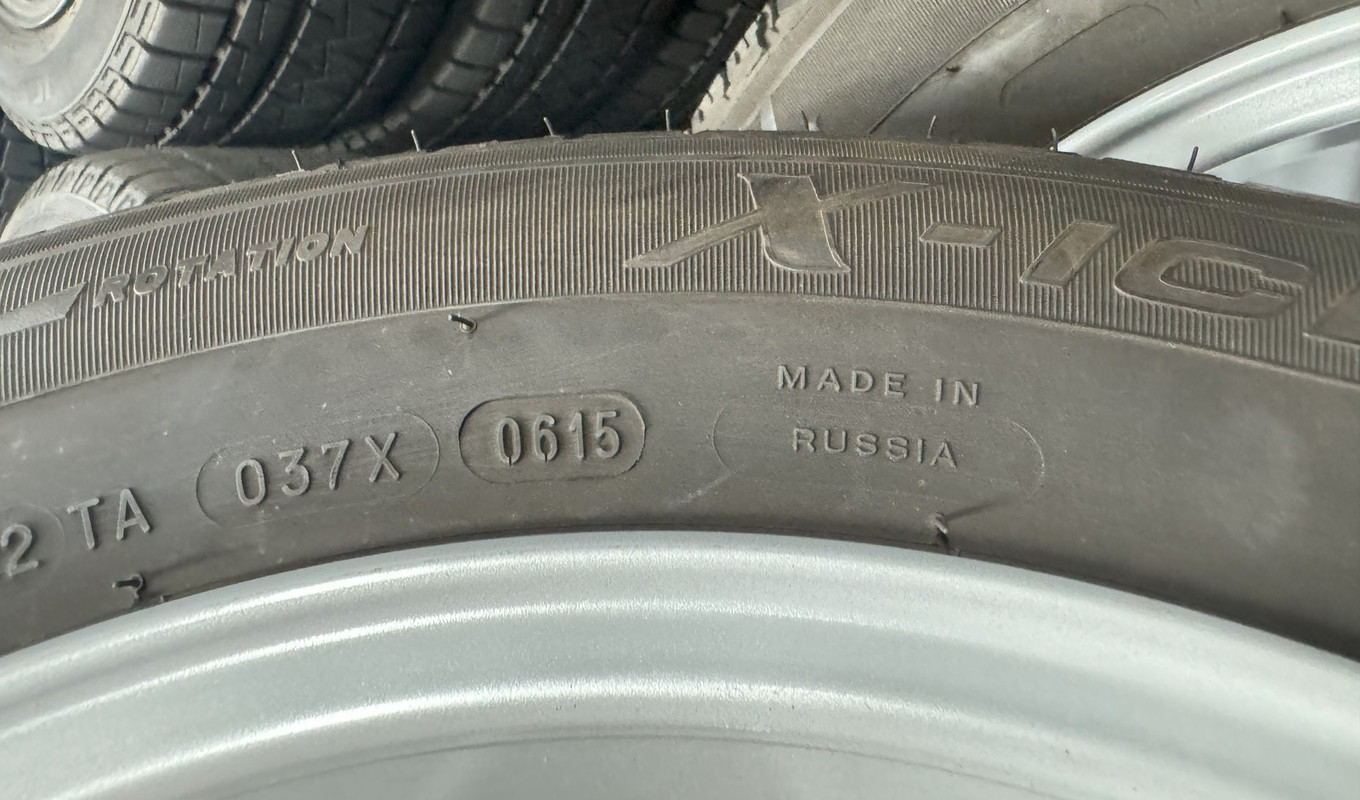 ROTATION
X-IC
MADE IN
RUSSIA
2 TA 037X 0615